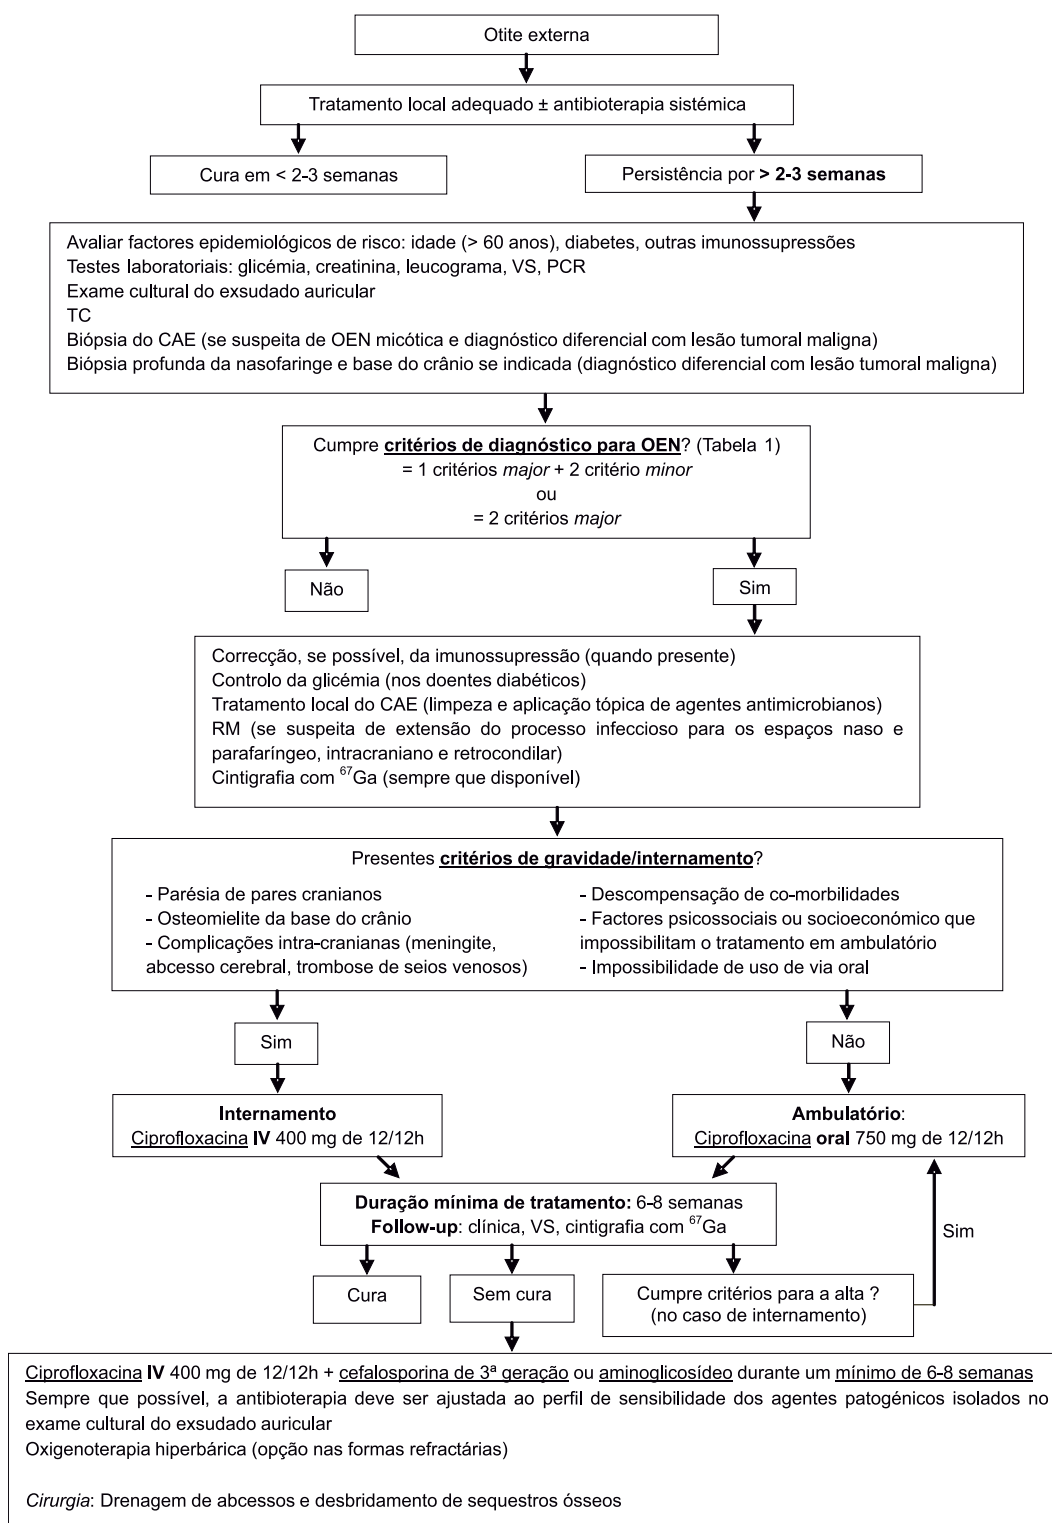 Otite externa
Tratamento local adequado ± antibioterapia sistémica
Cura em < 2-3 semanas
Persistência por > 2-3 semanas
Avaliar factores epidemiológicos de risco: idade (> 60 anos), diabetes, outras imunossupressões
Testes laboratoriais: glicémia, creatinina, leucograma, VS, PCR
Exame cultural do exsudado auricular
TC
Biópsia do CAE (se suspeita de OEN micótica e diagnóstico diferencial com lesão tumoral maligna)
Biópsia profunda da nasofaringe e base do crânio se indicada (diagnóstico diferencial com lesão tumoral maligna)
Cumpre critérios de diagnóstico para OEN? (Tabela 1)
= 1 critérios major + 2 critério minor
ou
= 2 critérios major
Não
Sim
Correcção, se possível, da imunossupressão (quando presente)
Controlo da glicémia (nos doentes diabéticos)
Tratamento local do CAE (limpeza e aplicação tópica de agentes antimicrobianos)
RM (se suspeita de extensão do processo infeccioso para os espaços naso e
parafaríngeo, intracraniano e retrocondilar)
Cintigrafia com 67Ga (sempre que disponível)
Presentes critérios de gravidade/internamento?
- Parésia de pares cranianos
- Osteomielite da base do crânio
- Complicações intra-cranianas (meningite,
abcesso cerebral, trombose de seios venosos)
- Descompensação de co-morbilidades
- Factores psicossociais ou socioeconómico que
impossibilitam o tratamento em ambulatório
- Impossibilidade de uso de via oral
Sim
Não
Internamento
Ciprofloxacina IV 400 mg de 12/12h
Ambulatório:
Ciprofloxacina oral 750 mg de 12/12h
Duração mínima de tratamento: 6-8 semanas
Follow-up: clínica, VS, cintigrafia com 67Ga
Sim
Cura
Sem cura
Cumpre critérios para a alta ?
(no caso de internamento)
Ciprofloxacina IV 400 mg de 12/12h + cefalosporina de 3ª geração ou aminoglicosídeo durante um mínimo de 6-8 semanas
Sempre que possível, a antibioterapia deve ser ajustada ao perfil de sensibilidade dos agentes patogénicos isolados no
exame cultural do exsudado auricular
Oxigenoterapia hiperbárica (opção nas formas refractárias)
Cirurgia: Drenagem de abcessos e desbridamento de sequestros ósseos